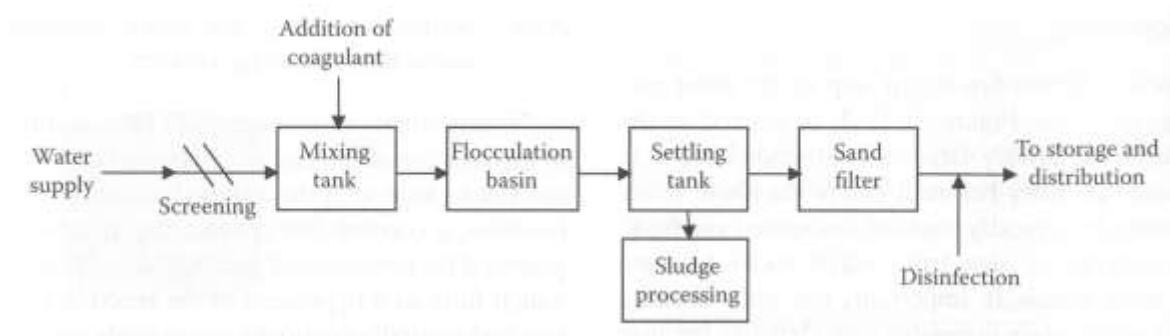 Addition of
coagulant
Water
supply
Screening
Mixing
tank
Flocculation
basin
Settling
tank
Sand
filter
To storage and
distribution
Sludge
processing
Disinfection